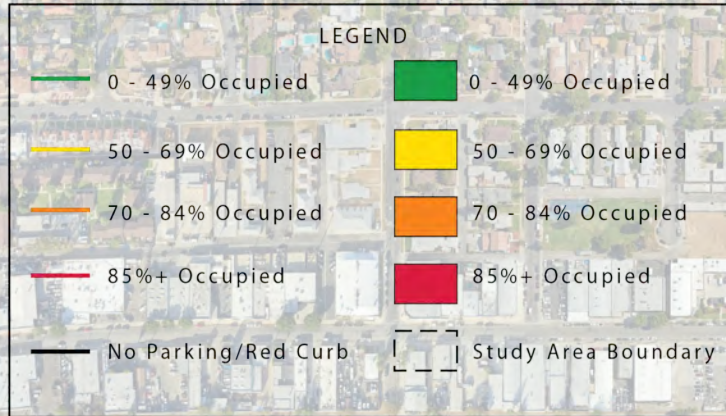 LEGEND
0 - 49% Occupied
0 - 49% Occupied
50 - 69% Occupied
50 - 69% Occupied
70 - 84% Occupied
70 - 84% Occupied
85%+ Occupied
85%+ Occupied
No Parking/Red Curb
Study Area Boundary